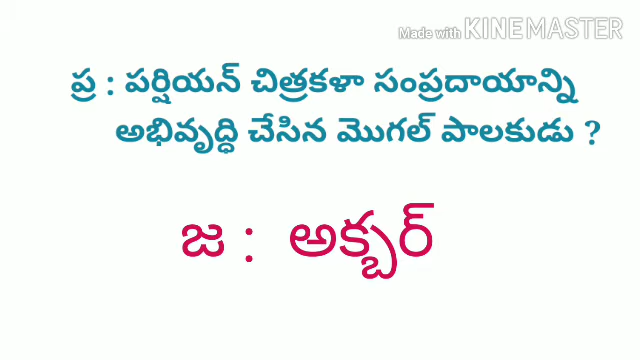 Made with KINEMASTER
ప్ర : పర్షియన్ చిత్రకళా సంప్రదాయాన్ని
అభివృద్ధి చేసిన మొగల్ పాలకుడు ?
జ : అక్బర్